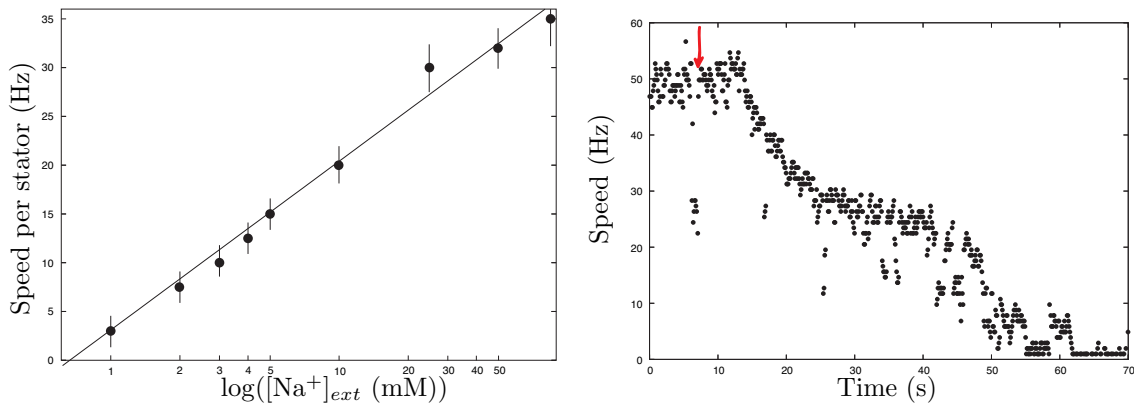 35
30
25
20
15
10
5
0
Speed per stator (Hz)
1 2 3 4 5 10 20 30 40 50
log([Na⁺]ₑₓₜ (mM))
60
50
40
30
20
10
0
Speed (Hz)
0 10 20 30 40 50 60 70
Time (s)